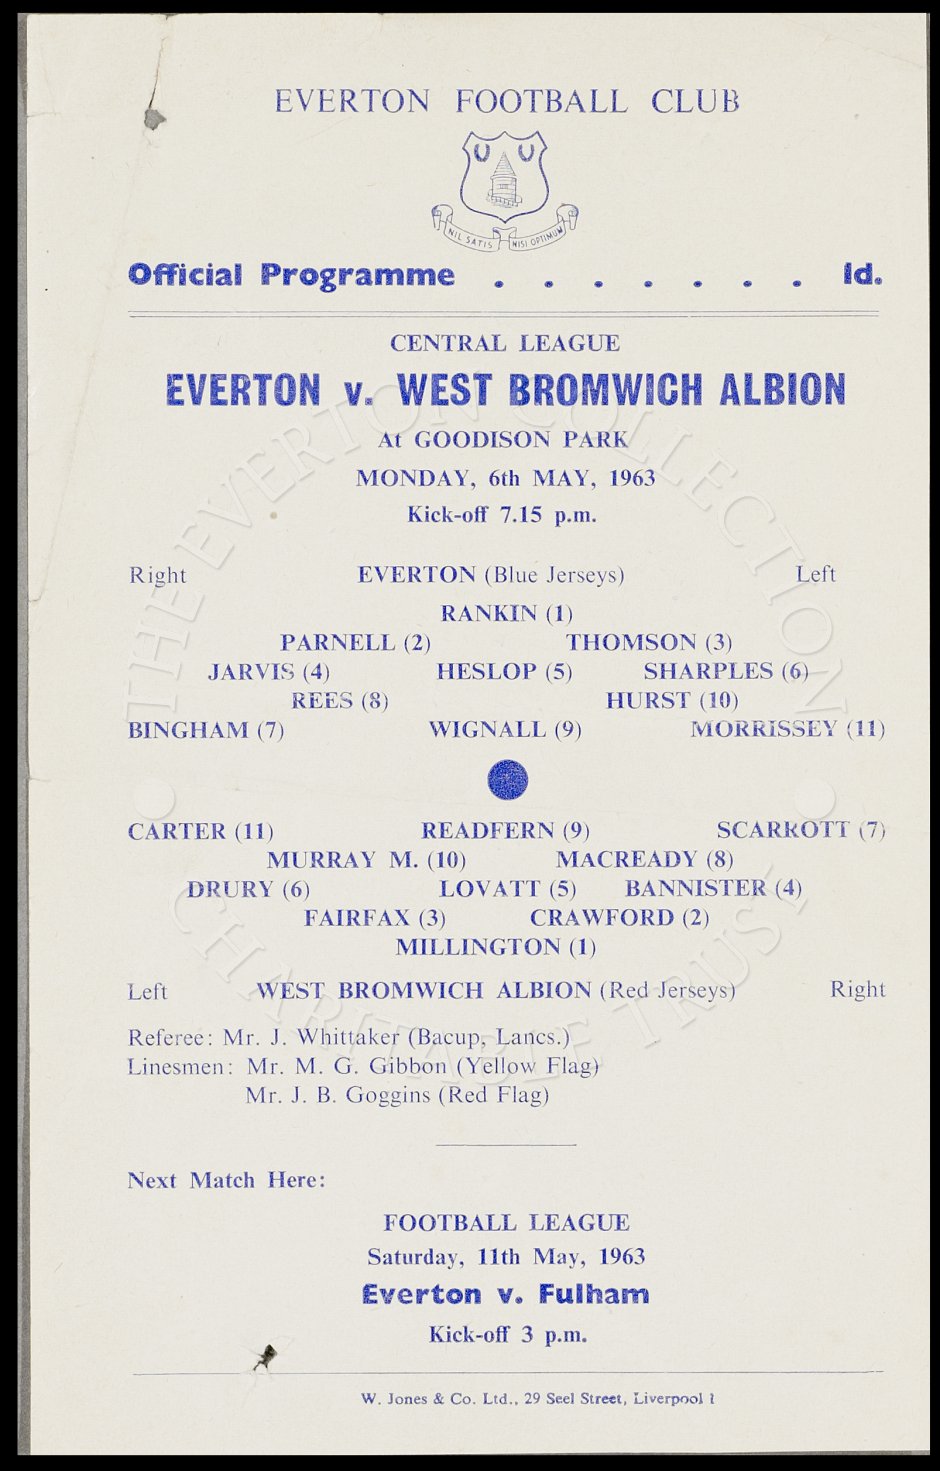 EVERTON FOOTBALL CLUB
NIL SATIS NISI OPTIMUM
Official Programme . . . . . . . 1d.
CENTRAL LEAGUE
EVERTON v. WEST BROMWICH ALBION
At GOODISON PARK
MONDAY, 6th MAY, 1963
Kick-off 7.15 p.m.
Right EVERTON (Blue Jerseys) Left
RANKIN (1)
PARNELL (2) THOMSON (3)
JARVIS (4) HESLOP (5) SHARPLES (6)
REES (8) HURST (10)
BINGHAM (7) WIGNALL (9) MORRISSEY (11)
CARTER (11) READFERN (9) SCARROTT (7)
MURRAY M. (10) MACREADY (8)
DRURY (6) LOVATT (5) BANNISTER (4)
FAIRFAX (3) CRAWFORD (2)
MILLINGTON (1)
Left WEST BROMWICH ALBION (Red Jerseys) Right
Referee: Mr. J. Whittaker (Bacup, Lancs.)
Linesmen: Mr. M. G. Gibbon (Yellow Flag)
Mr. J. B. Goggins (Red Flag)
Next Match Here:
FOOTBALL LEAGUE
Saturday, 11th May, 1963
Everton v. Fulham
Kick-off 3 p.m.
W. Jones & Co. Ltd., 29 Seel Street, Liverpool 1
THE EVERTON COLLECTION
CHARITABLE TRUST